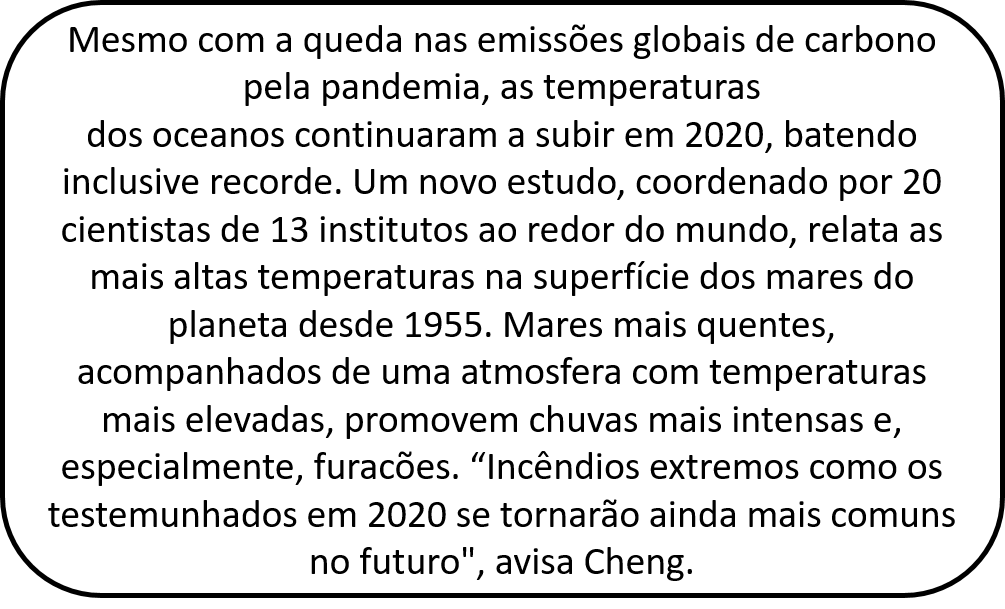 Mesmo com a queda nas emissões globais de carbono
pela pandemia, as temperaturas
dos oceanos continuaram a subir em 2020, batendo
inclusive recorde. Um novo estudo, coordenado por 20
cientistas de 13 institutos ao redor do mundo, relata as
mais altas temperaturas na superfície dos mares do
planeta desde 1955. Mares mais quentes,
acompanhados de uma atmosfera com temperaturas
mais elevadas, promovem chuvas mais intensas e,
especialmente, furacões. “Incêndios extremos como os
testemunhados em 2020 se tornarão ainda mais comuns
no futuro", avisa Cheng.